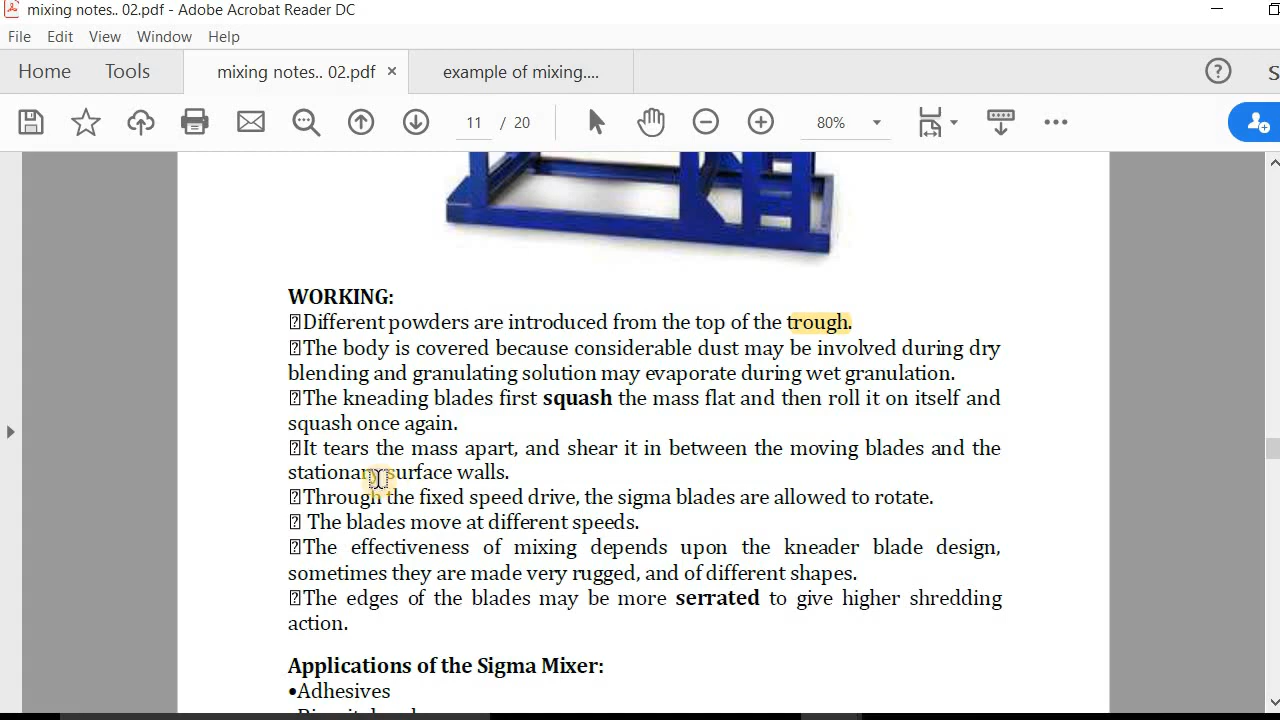 mixing notes.. 02.pdf - Adobe Acrobat Reader DC
File Edit View Window Help
Home Tools mixing notes.. 02.pdf × example of mixing.... ?
11 / 20 80%
WORKING:
⍰Different powders are introduced from the top of the trough.
⍰The body is covered because considerable dust may be involved during dry
blending and granulating solution may evaporate during wet granulation.
⍰The kneading blades first squash the mass flat and then roll it on itself and
squash once again.
⍰It tears the mass apart, and shear it in between the moving blades and the
stationary surface walls.
⍰Through the fixed speed drive, the sigma blades are allowed to rotate.
⍰ The blades move at different speeds.
⍰The effectiveness of mixing depends upon the kneader blade design,
sometimes they are made very rugged, and of different shapes.
⍰The edges of the blades may be more serrated to give higher shredding
action.
Applications of the Sigma Mixer:
•Adhesives